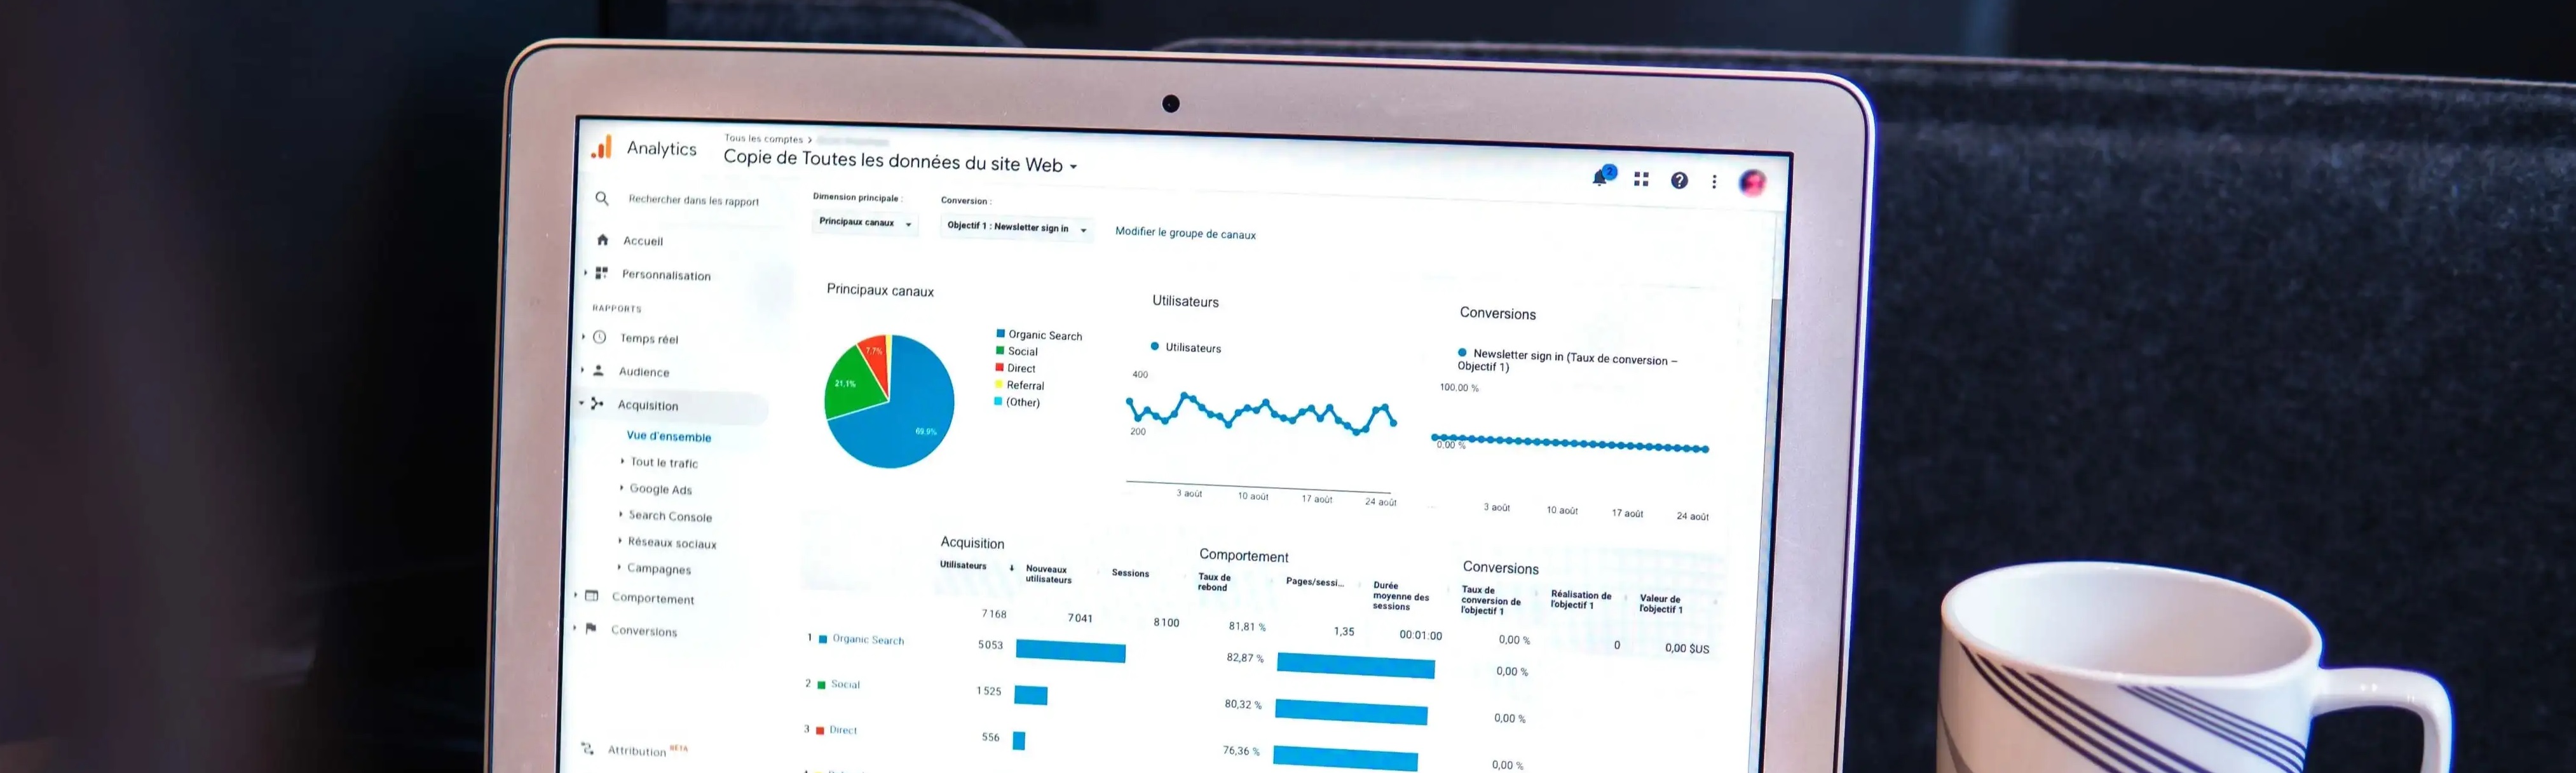 Analytics
Tous les comptes >
Copie de Toutes les données du site Web
2
Rechercher dans les rapport
Accueil
Personnalisation
RAPPORTS
Temps réel
Audience
Acquisition
Vue d'ensemble
Tout le trafic
Google Ads
Search Console
Réseaux sociaux
Campagnes
Comportement
Conversions
Attribution BÊTA
Dimension principale :
Principaux canaux
Conversion :
Objectif 1 : Newsletter sign in
Modifier le groupe de canaux
Principaux canaux
7.7%
21.1%
69.9%
Organic Search
Social
Direct
Referral
(Other)
Utilisateurs
Utilisateurs
400
200
3 août 10 août 17 août 24 août
Conversions
Newsletter sign in (Taux de conversion –
Objectif 1)
100,00 %
0,00 %
3 août 10 août 17 août 24 août
Acquisition
Comportement
Conversions
Utilisateurs
Nouveaux
utilisateurs
Sessions
Taux de
rebond
Pages/sessi...
Durée
moyenne des
sessions
Taux de
conversion de
l'objectif 1
Réalisation de
l'objectif 1
Valeur de
l'objectif 1
7 168 7 041 8 100 81,81 % 1,35 00:01:00 0,00 % 0 0,00 $US
1 Organic Search 5 053 82,87 % 0,00 %
2 Social 1 525 80,32 % 0,00 %
3 Direct 556 76,36 % 0,00 %